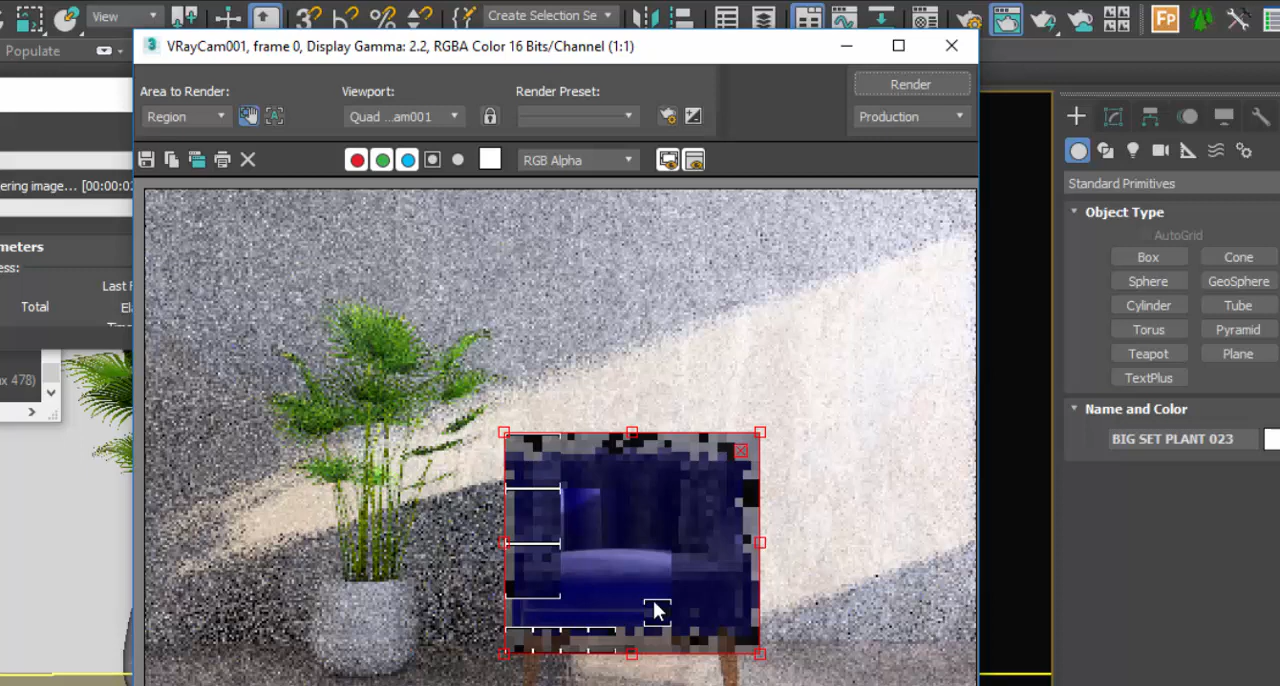 View
Create Selection Se
Populate
VRayCam001, frame 0, Display Gamma: 2.2, RGBA Color 16 Bits/Channel (1:1)
Area to Render:
Viewport:
Render Preset:
Render
Region
Quad ...am001
Production
RGB Alpha
ering image... [00:00:0
meters
ess:
Last F
Total
El
x 478)
Standard Primitives
Object Type
AutoGrid
Box
Cone
Sphere
GeoSphere
Cylinder
Tube
Torus
Pyramid
Teapot
Plane
TextPlus
Name and Color
BIG SET PLANT 023
Fp
3